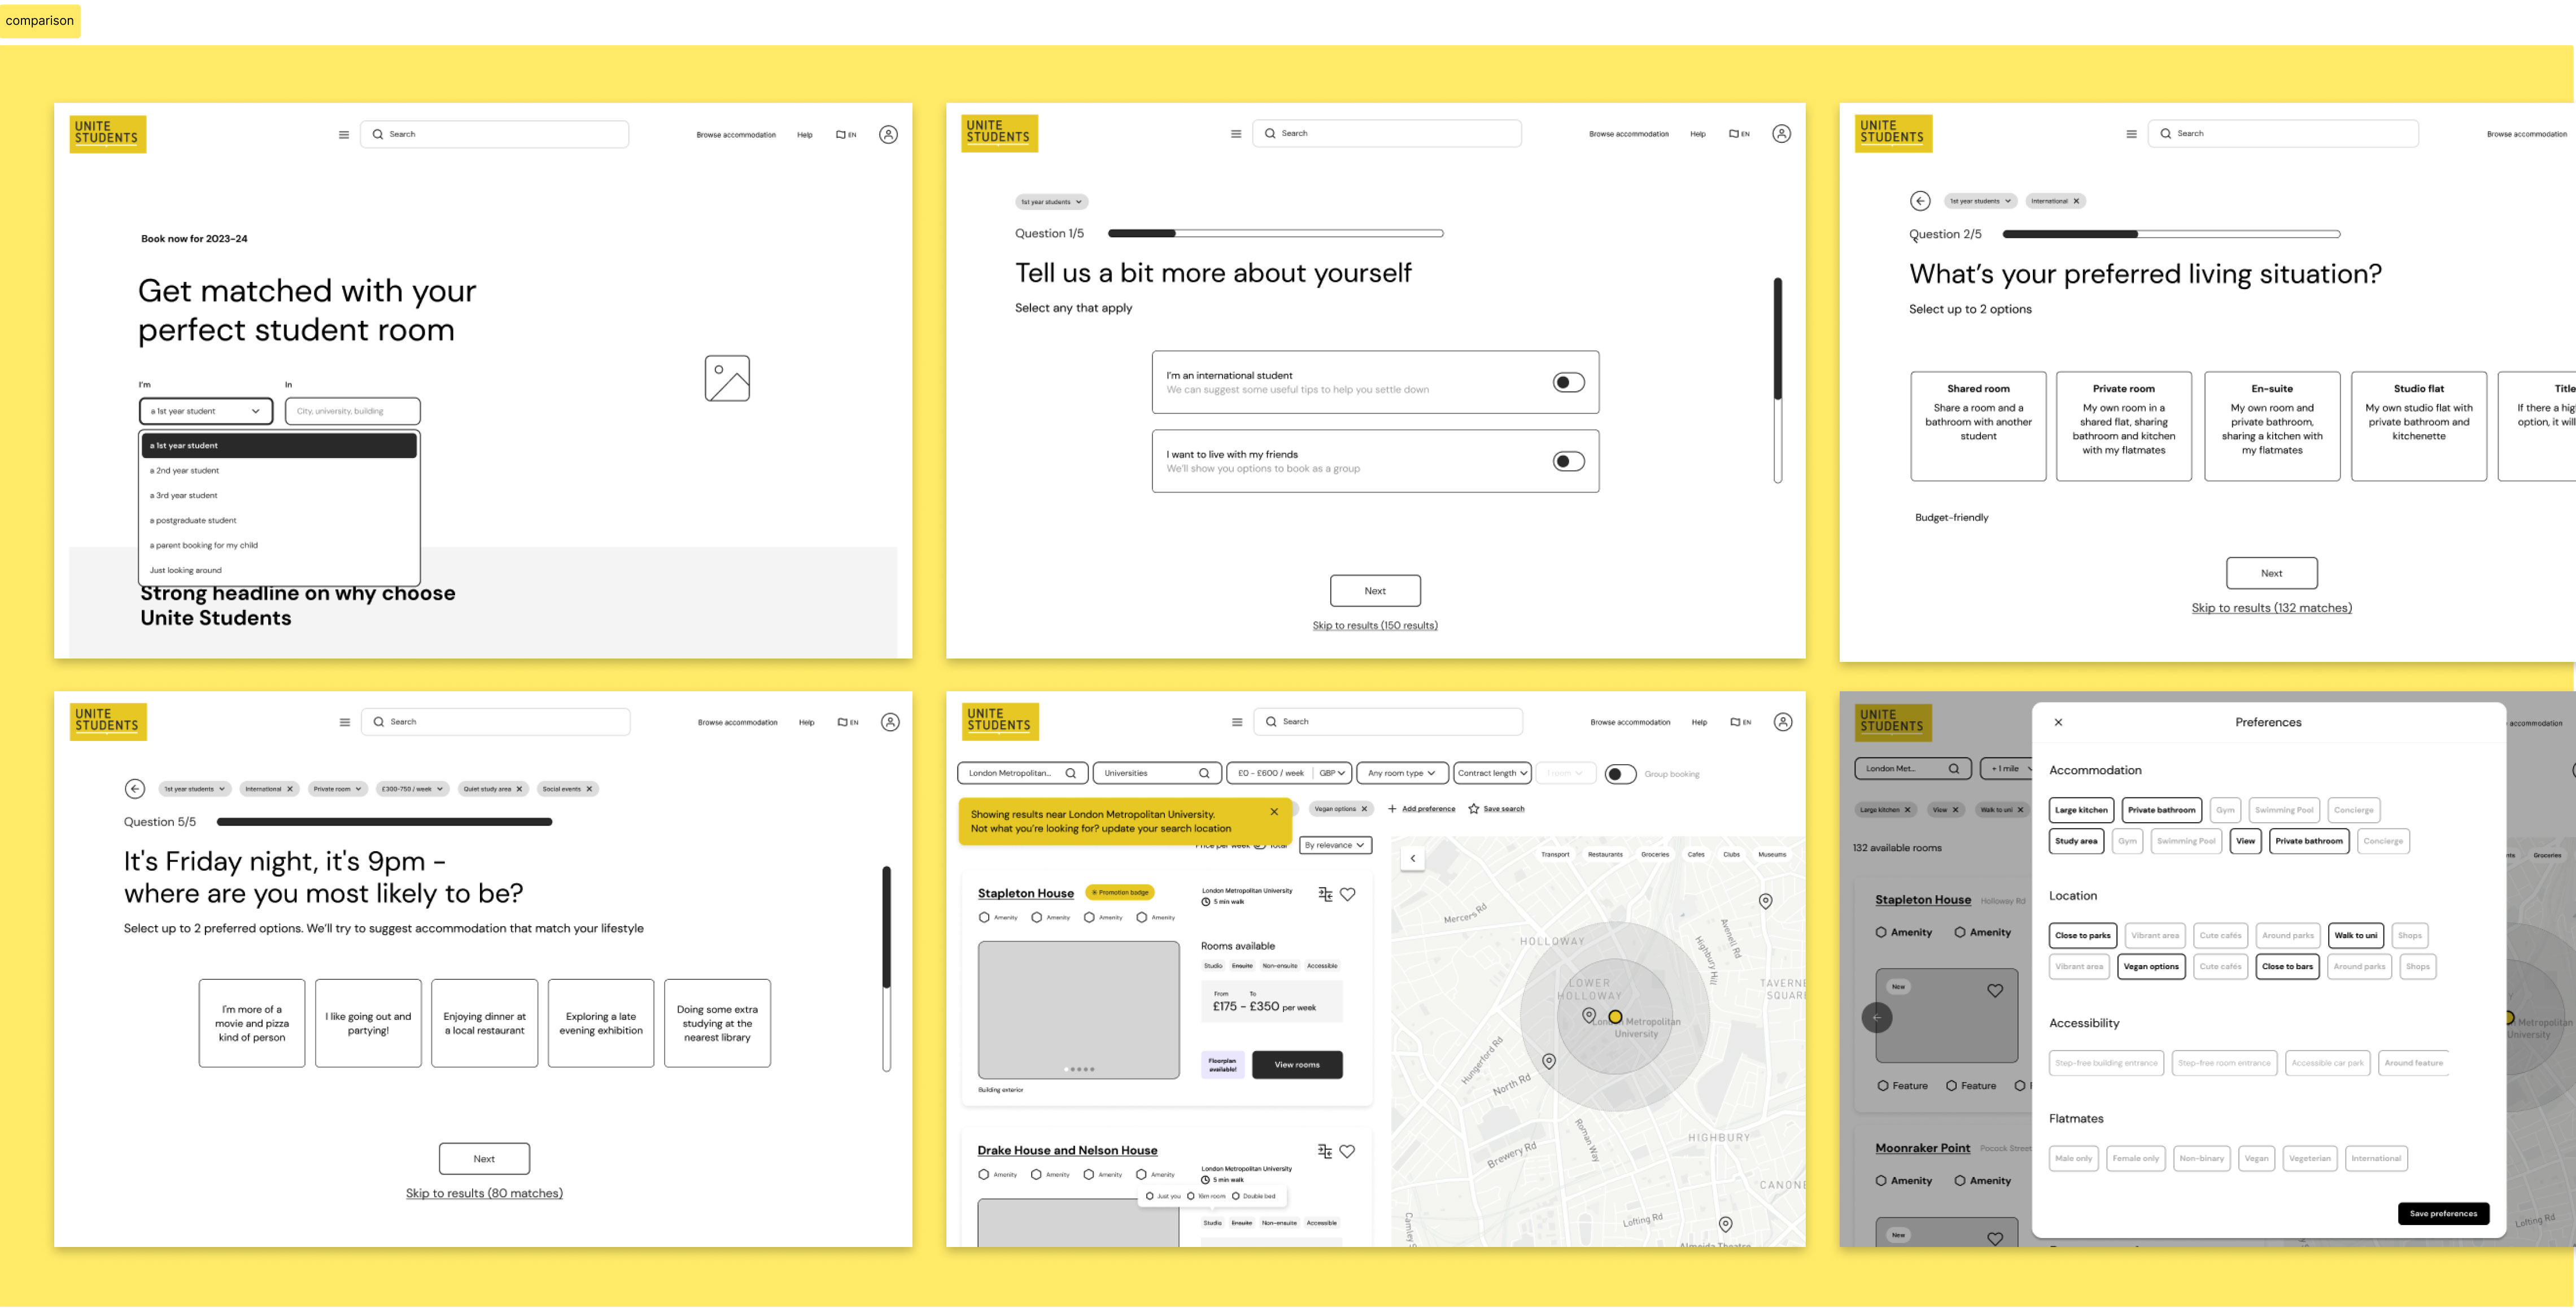 comparison
UNITE
STUDENTS
Search
Browse accommodation
Help
EN
Book now for 2023-24
Get matched with your
perfect student room
I'm
In
a 1st year student
City, university, building
a 1st year student
a 2nd year student
a 3rd year student
a postgraduate student
a parent booking for my child
Just looking around
Strong headline on why choose
Unite Students
UNITE
STUDENTS
Search
Browse accommodation
Help
EN
1st year students
Question 1/5
Tell us a bit more about yourself
Select any that apply
I'm an international student
We can suggest some useful tips to help you settle down
I want to live with my friends
We'll show you options to book as a group
Next
Skip to results (150 results)
UNITE
STUDENTS
Search
Browse accommodation
1st year students
International
Question 2/5
What's your preferred living situation?
Select up to 2 options
Shared room
Share a room and a
bathroom with another
student
Private room
My own room in a
shared flat, sharing
bathroom and kitchen
with my flatmates
En-suite
My own room and
private bathroom,
sharing a kitchen with
my flatmates
Studio flat
My own studio flat with
private bathroom and
kitchenette
Title
If there a hig
option, it will
Budget-friendly
Next
Skip to results (132 matches)
UNITE
STUDENTS
Search
Browse accommodation
Help
EN
1st year students
International
Private room
£300-750 / week
Quiet study area
Social events
Question 5/5
It's Friday night, it's 9pm -
where are you most likely to be?
Select up to 2 preferred options. We'll try to suggest accommodation that match your lifestyle
I'm more of a
movie and pizza
kind of person
I like going out and
partying!
Enjoying dinner at
a local restaurant
Exploring a late
evening exhibition
Doing some extra
studying at the
nearest library
Next
Skip to results (80 matches)
UNITE
STUDENTS
Search
Browse accommodation
Help
EN
London Metropolitan...
Universities
£0 - £600 / week
GBP
Any room type
Contract length
1 room
Group booking
Showing results near London Metropolitan University.
Not what you're looking for? update your search location
Vegan options
Add preference
Save search
Price per week
Total
By relevance
Stapleton House
Promotion badge
London Metropolitan University
5 min walk
Amenity
Amenity
Amenity
Amenity
Rooms available
Studio
Ensuite
Non-ensuite
Accessible
From
To
£175 - £350 per week
Floorplan
available!
View rooms
Building exterior
Drake House and Nelson House
Amenity
Amenity
Amenity
Amenity
London Metropolitan University
5 min walk
Just you
16m room
Double bed
Studio
Ensuite
Non-ensuite
Accessible
Transport
Restaurants
Groceries
Cafes
Clubs
Museums
Mercers Rd
HOLLOWAY
Highbury Hill
Avenell Rd
LOWER
HOLLOWAY
TAVERNE
SQUAR
London Metropolitan
University
Hungerford Rd
North Rd
Roman Way
Brewery Rd
HIGHBURY
CANONE
Camley S
Lofting Rd
Almeida Theatre
UNITE
STUDENTS
accommodation
London Met...
+ 1 mile
Large kitchen
View
Walk to uni
132 available rooms
Stapleton House
Holloway Rd
Amenity
Amenity
New
Feature
Feature
Moonraker Point
Pocock Street
Amenity
Amenity
New
Preferences
Accommodation
Large kitchen
Private bathroom
Gym
Swimming Pool
Concierge
Study area
Gym
Swimming Pool
View
Private bathroom
Concierge
Location
Close to parks
Vibrant area
Cute cafés
Around parks
Walk to uni
Shops
Vibrant area
Vegan options
Cute cafés
Close to bars
Around parks
Shops
Accessibility
Step-free building entrance
Step-free room entrance
Accessible car park
Around feature
Flatmates
Male only
Female only
Non-binary
Vegan
Vegeterian
International
Save preferences
nts
Groceries
Metropolitan
University
Lofting Rd